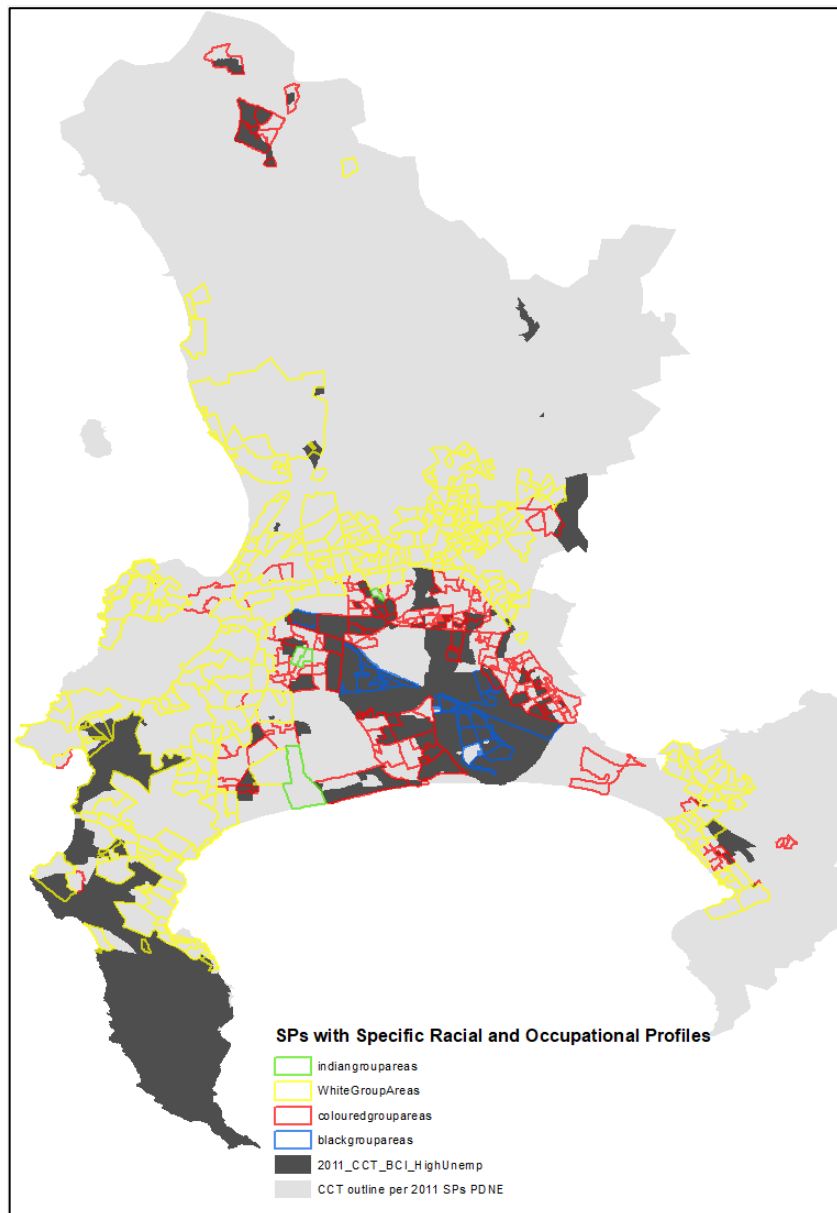 SPs with Specific Racial and Occupational Profiles
indiangroupareas
WhiteGroupAreas
colouredgroupareas
blackgroupareas
2011_CCT_BCI_HighUnemp
CCT outline per 2011 SPs PDNE